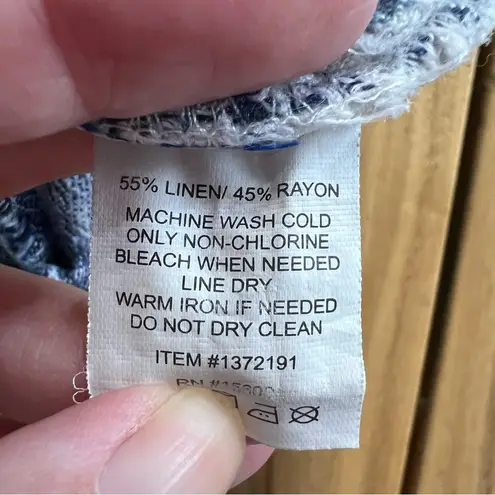 55% LINEN/ 45% RAYON
MACHINE WASH COLD
ONLY NON-CHLORINE
BLEACH WHEN NEEDED
LINE DRY
WARM IRON IF NEEDED
DO NOT DRY CLEAN
ITEM #1372191
RN